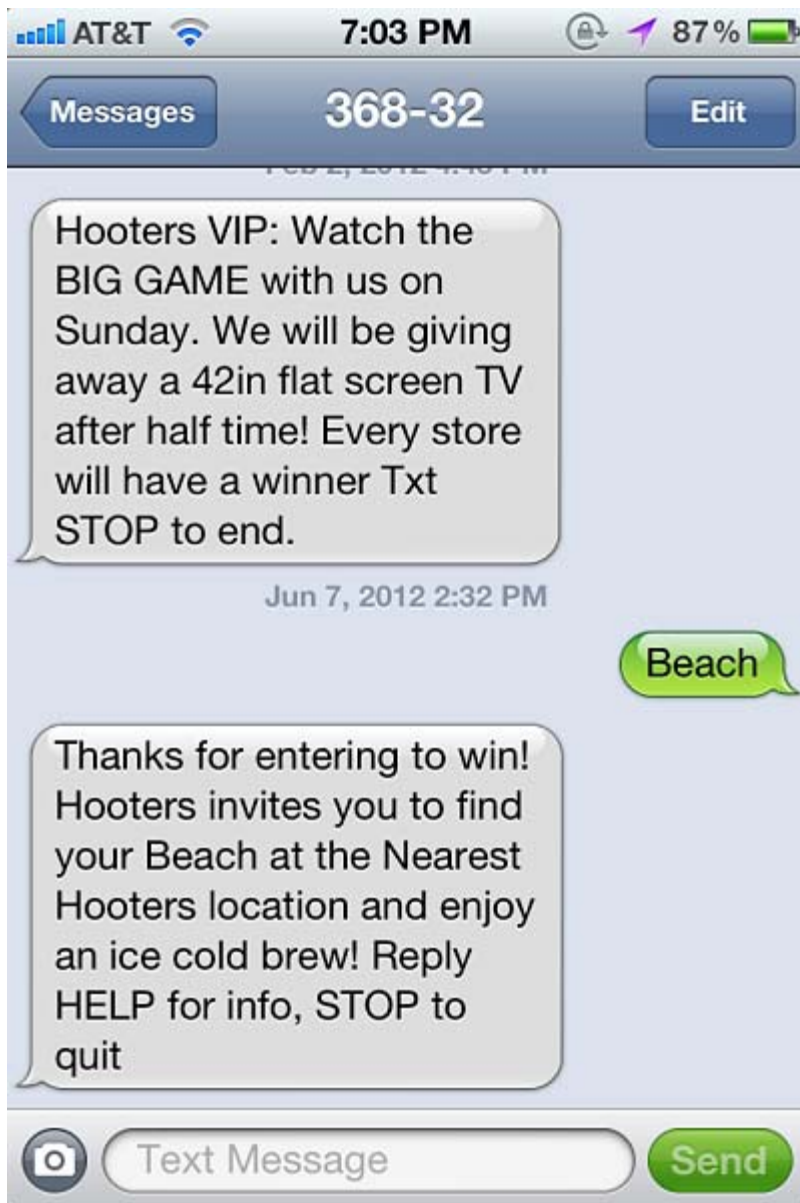 AT&T 7:03 PM 87%
Messages 368-32 Edit
Hooters VIP: Watch the
BIG GAME with us on
Sunday. We will be giving
away a 42in flat screen TV
after half time! Every store
will have a winner Txt
STOP to end.
Jun 7, 2012 2:32 PM
Beach
Thanks for entering to win!
Hooters invites you to find
your Beach at the Nearest
Hooters location and enjoy
an ice cold brew! Reply
HELP for info, STOP to
quit
Text Message Send